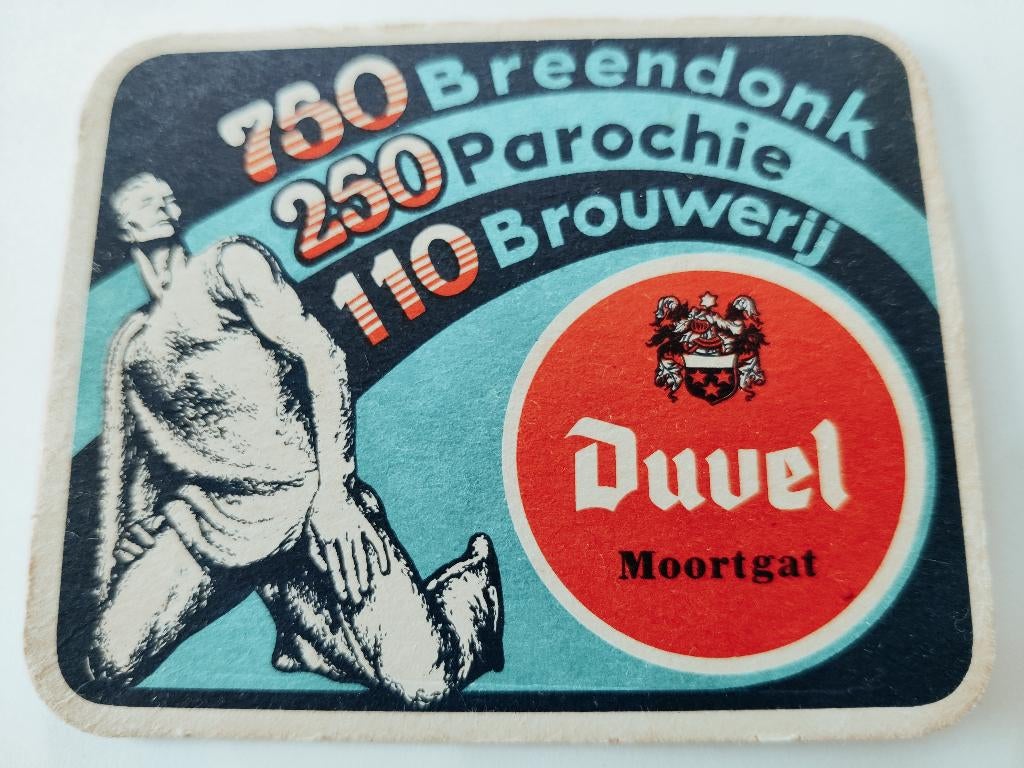 750 Breendonk
250 Parochie
110 Brouwerij
Duvel
Moortgat